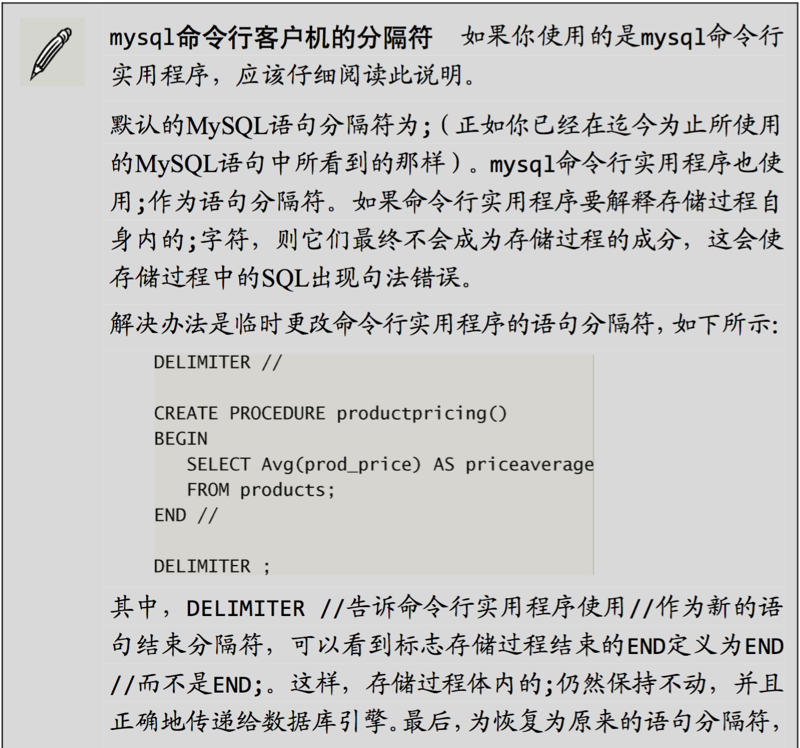 mysql命令行客户机的分隔符 如果你使用的是mysql命令行
实用程序，应该仔细阅读此说明。
默认的MySQL语句分隔符为;（正如你已经在迄今为止所使用
的MySQL语句中所看到的那样）。mysql命令行实用程序也使
用;作为语句分隔符。如果命令行实用程序要解释存储过程自
身内的;字符，则它们最终不会成为存储过程的成分，这会使
存储过程中的SQL出现句法错误。
解决办法是临时更改命令行实用程序的语句分隔符，如下所示：
DELIMITER //
CREATE PROCEDURE productpricing()
BEGIN
SELECT Avg(prod_price) AS priceaverage
FROM products;
END //
DELIMITER ;
其中，DELIMITER //告诉命令行实用程序使用//作为新的语
句结束分隔符，可以看到标志存储过程结束的END定义为END
//而不是END;。这样，存储过程体内的;仍然保持不动，并且
正确地传递给数据库引擎。最后，为恢复为原来的语句分隔符，